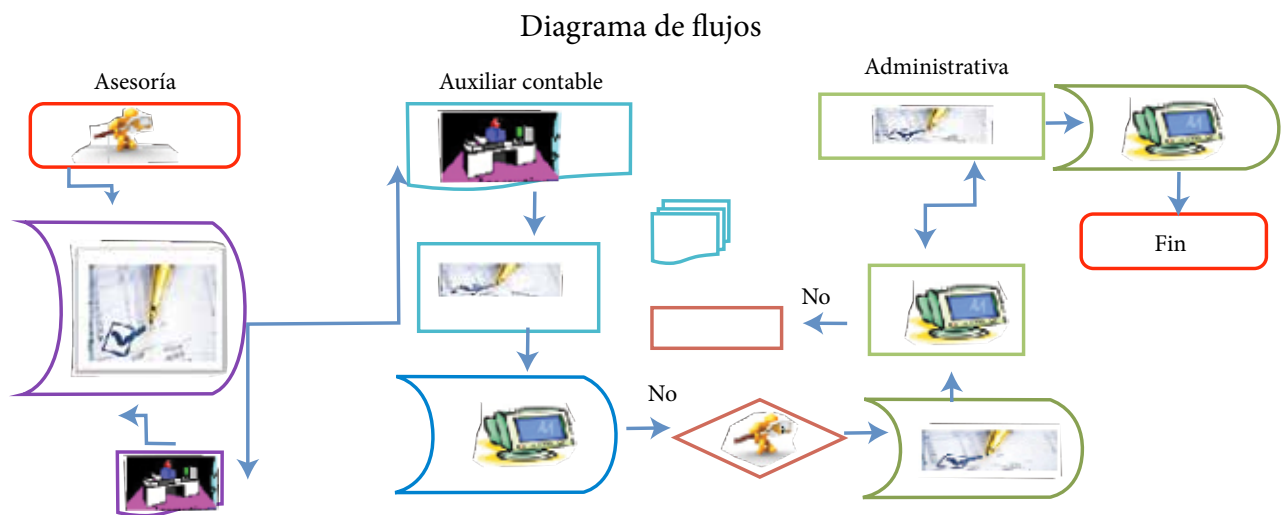 Diagrama de flujos
Asesoría
Auxiliar contable
Administrativa
Fin
No
No